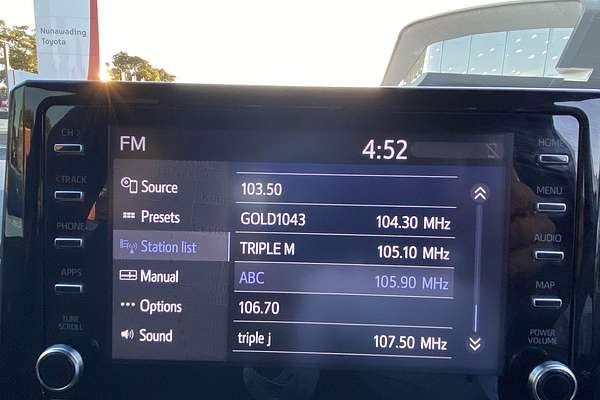 Nunawading
Toyota
FM
4:52
CH >
< TRACK
PHONE
APPS
TUNE
SCROLL
Source
Presets
Station list
Manual
Options
Sound
103.50
GOLD1043 104.30 MHz
TRIPLE M 105.10 MHz
ABC 105.90 MHz
106.70
triple j 107.50 MHz
HOME
MENU
AUDIO
MAP
POWER
VOLUME